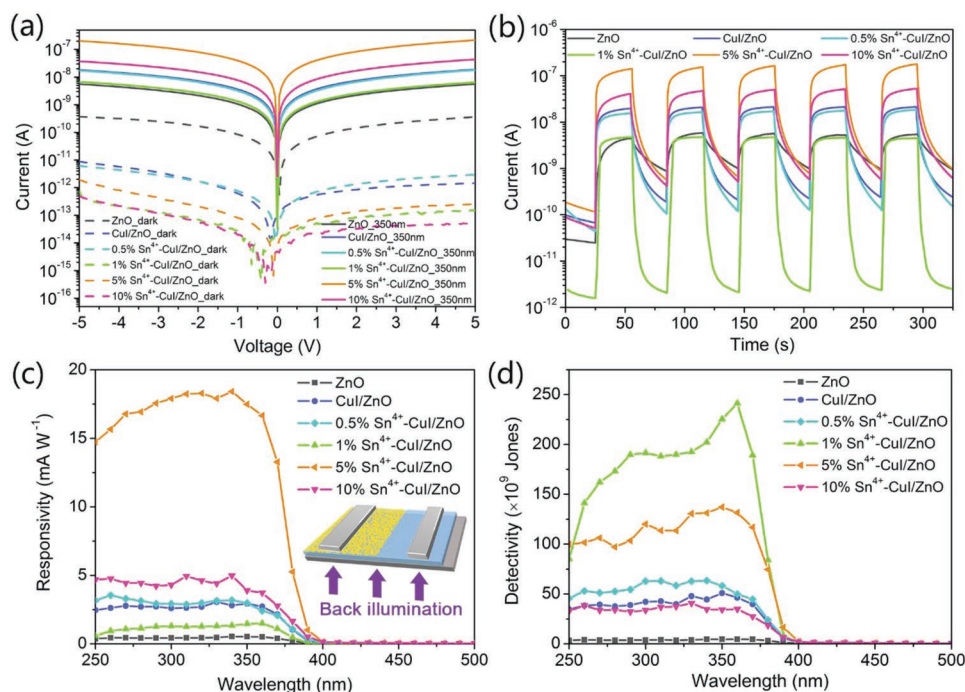 (a)
10⁻⁷
10⁻⁸
10⁻⁹
10⁻¹⁰
10⁻¹¹
10⁻¹²
10⁻¹³
10⁻¹⁴
10⁻¹⁵
10⁻¹⁶
Current (A)
ZnO_dark
CuI/ZnO_dark
0.5% Sn⁴⁺-CuI/ZnO_dark
1% Sn⁴⁺-CuI/ZnO_dark
5% Sn⁴⁺-CuI/ZnO_dark
10% Sn⁴⁺-CuI/ZnO_dark
ZnO_350nm
CuI/ZnO_350nm
0.5% Sn⁴⁺-CuI/ZnO_350nm
1% Sn⁴⁺-CuI/ZnO_350nm
5% Sn⁴⁺-CuI/ZnO_350nm
10% Sn⁴⁺-CuI/ZnO_350nm
-5 -4 -3 -2 -1 0 1 2 3 4 5
Voltage (V)
(b)
ZnO CuI/ZnO 0.5% Sn⁴⁺-CuI/ZnO
1% Sn⁴⁺-CuI/ZnO 5% Sn⁴⁺-CuI/ZnO 10% Sn⁴⁺-CuI/ZnO
10⁻⁶
10⁻⁷
10⁻⁸
10⁻⁹
10⁻¹⁰
10⁻¹¹
10⁻¹²
Current (A)
0 50 100 150 200 250 300
Time (s)
(c)
20
15
10
5
0
Responsivity (mA W⁻¹)
ZnO
CuI/ZnO
0.5% Sn⁴⁺-CuI/ZnO
1% Sn⁴⁺-CuI/ZnO
5% Sn⁴⁺-CuI/ZnO
10% Sn⁴⁺-CuI/ZnO
Back illumination
250 300 350 400 450 500
Wavelength (nm)
(d)
250
200
150
100
50
0
Detectivity (×10⁹ Jones)
ZnO
CuI/ZnO
0.5% Sn⁴⁺-CuI/ZnO
1% Sn⁴⁺-CuI/ZnO
5% Sn⁴⁺-CuI/ZnO
10% Sn⁴⁺-CuI/ZnO
250 300 350 400 450 500
Wavelength (nm)